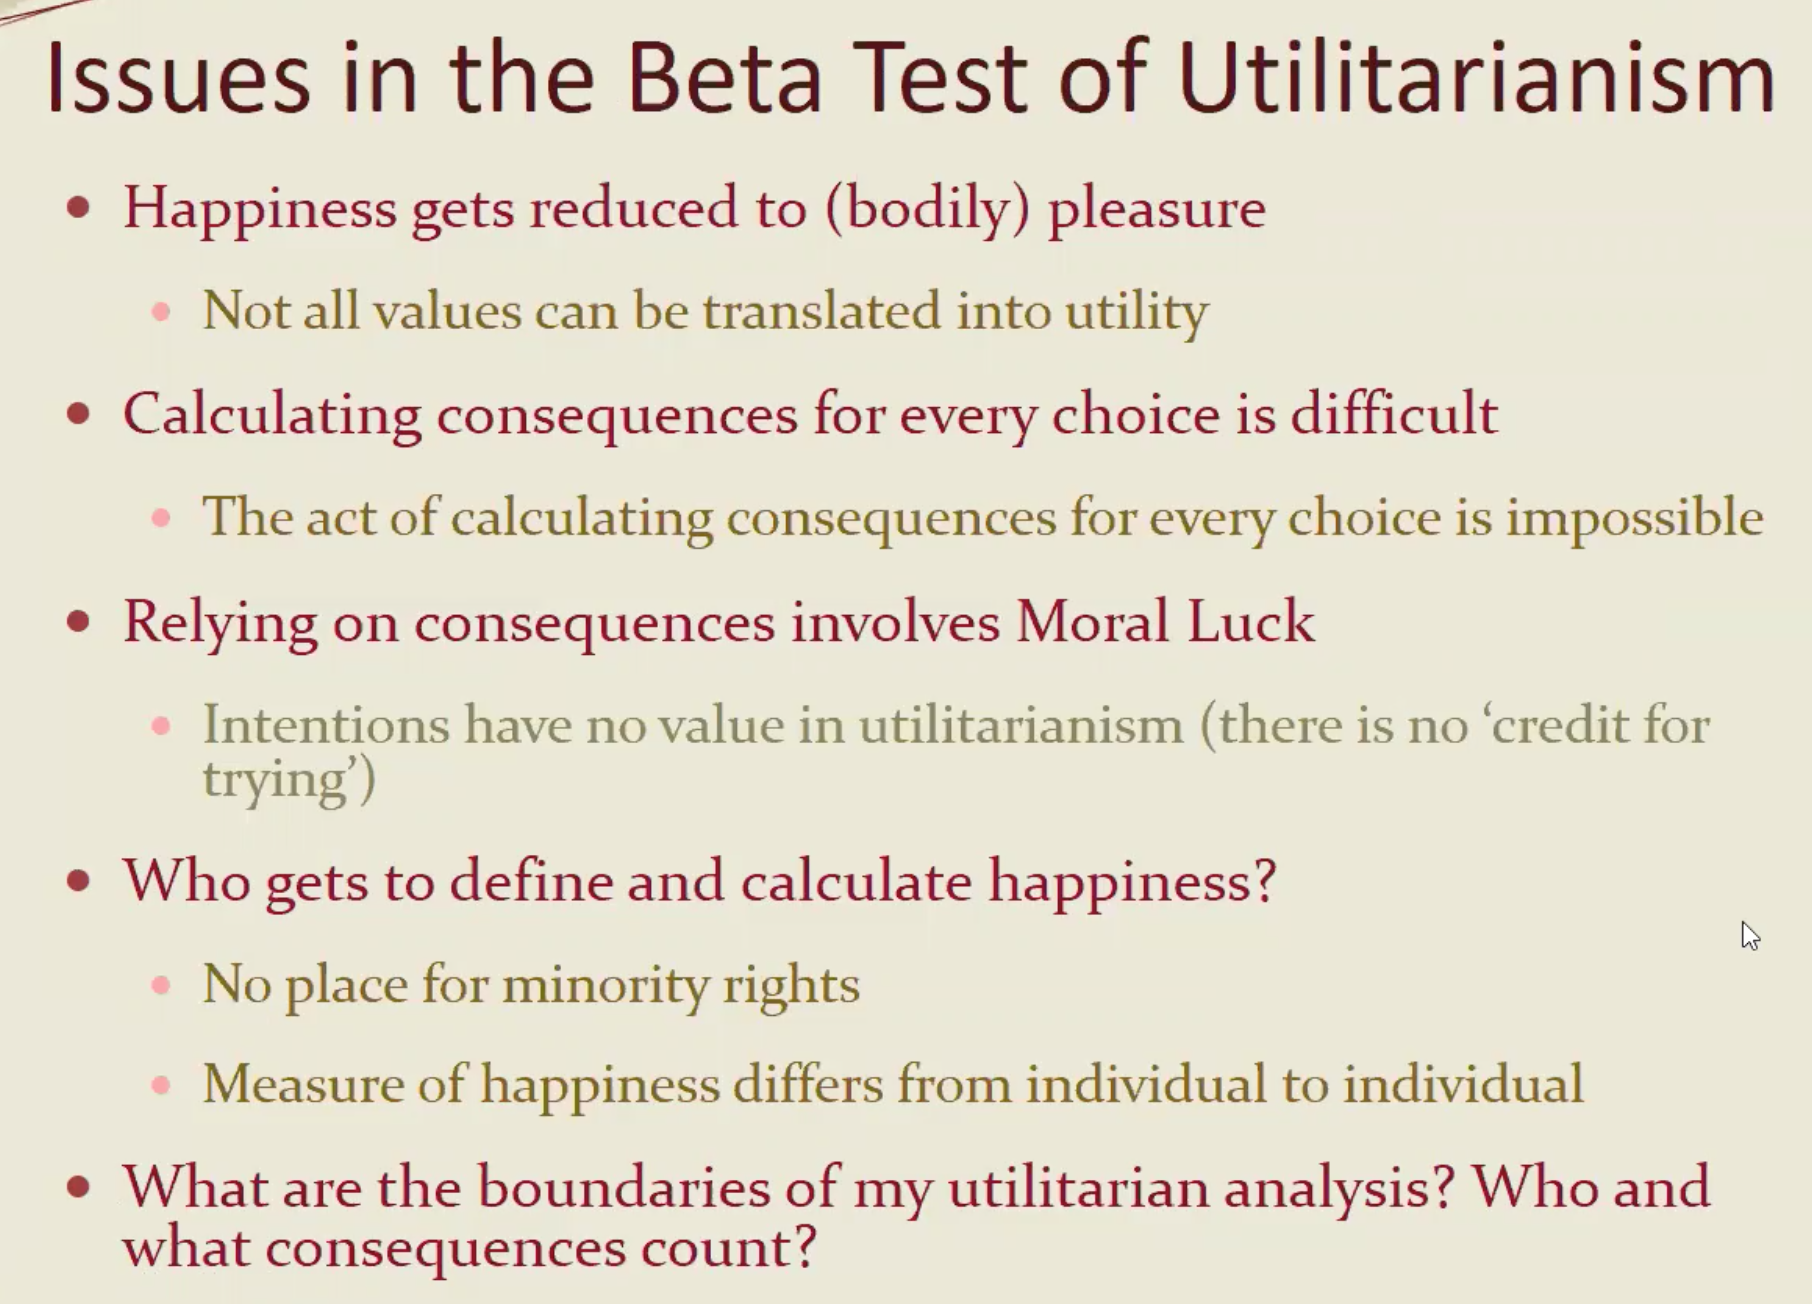 Issues in the Beta Test of Utilitarianism
• Happiness gets reduced to (bodily) pleasure
• Not all values can be translated into utility
• Calculating consequences for every choice is difficult
• The act of calculating consequences for every choice is impossible
• Relying on consequences involves Moral Luck
• Intentions have no value in utilitarianism (there is no ‘credit for
trying’)
• Who gets to define and calculate happiness?
• No place for minority rights
• Measure of happiness differs from individual to individual
• What are the boundaries of my utilitarian analysis? Who and
what consequences count?